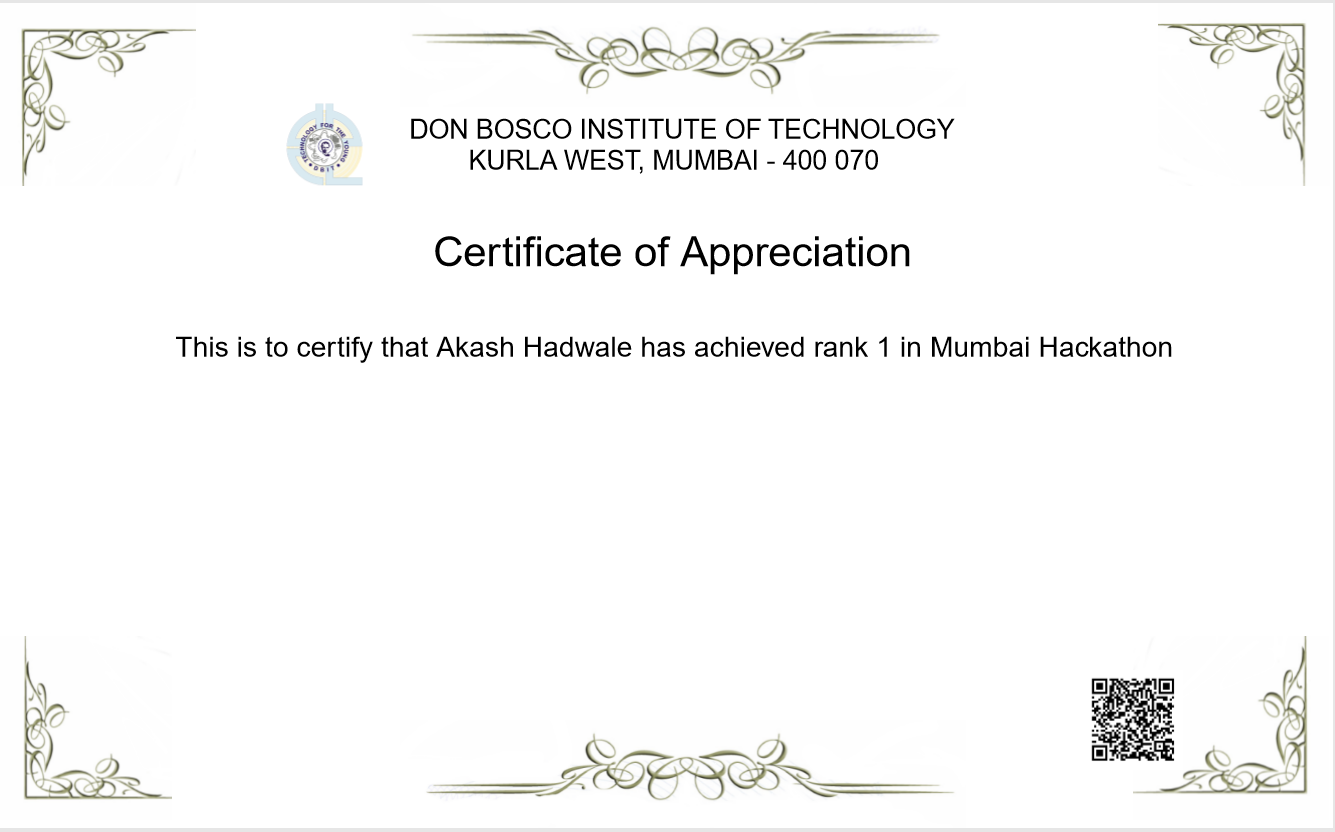 TECHNOLOGY FOR THE YOUNG
DBIT
DON BOSCO INSTITUTE OF TECHNOLOGY
KURLA WEST, MUMBAI - 400 070
Certificate of Appreciation
This is to certify that Akash Hadwale has achieved rank 1 in Mumbai Hackathon